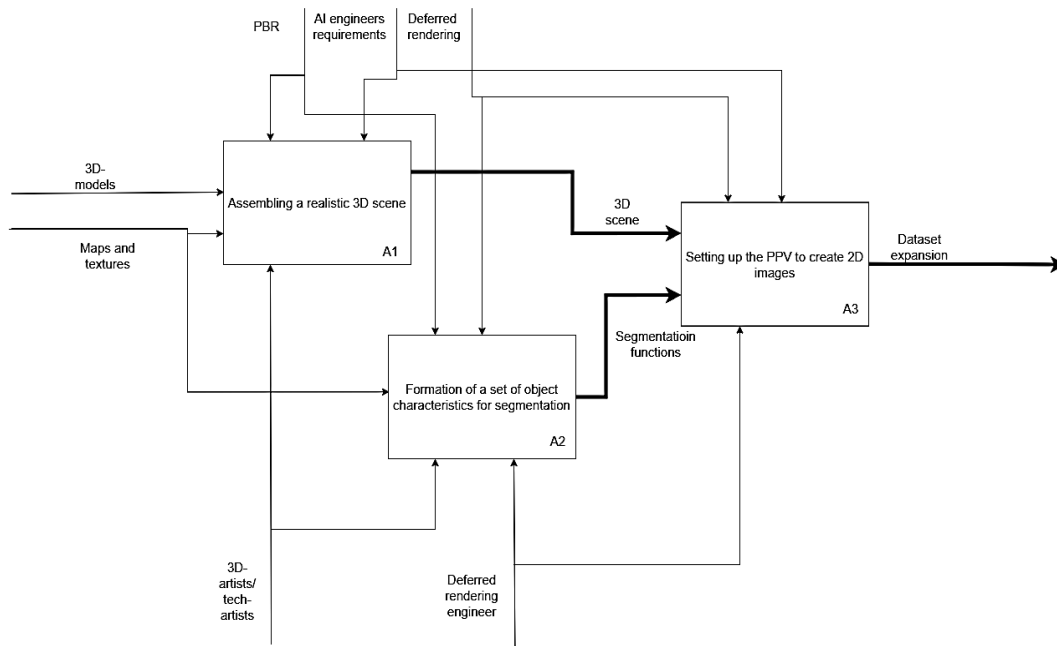 PBR
AI engineers
requirements
Deferred
rendering
3D-
models
Assembling a realistic 3D scene
A1
Maps and
textures
3D
scene
Setting up the PPV to create 2D
images
A3
Dataset
expansion
Segmentatioin
functions
Formation of a set of object
characteristics for segmentation
A2
3D-
artists/
tech-
artists
Deferred
rendering
engineer